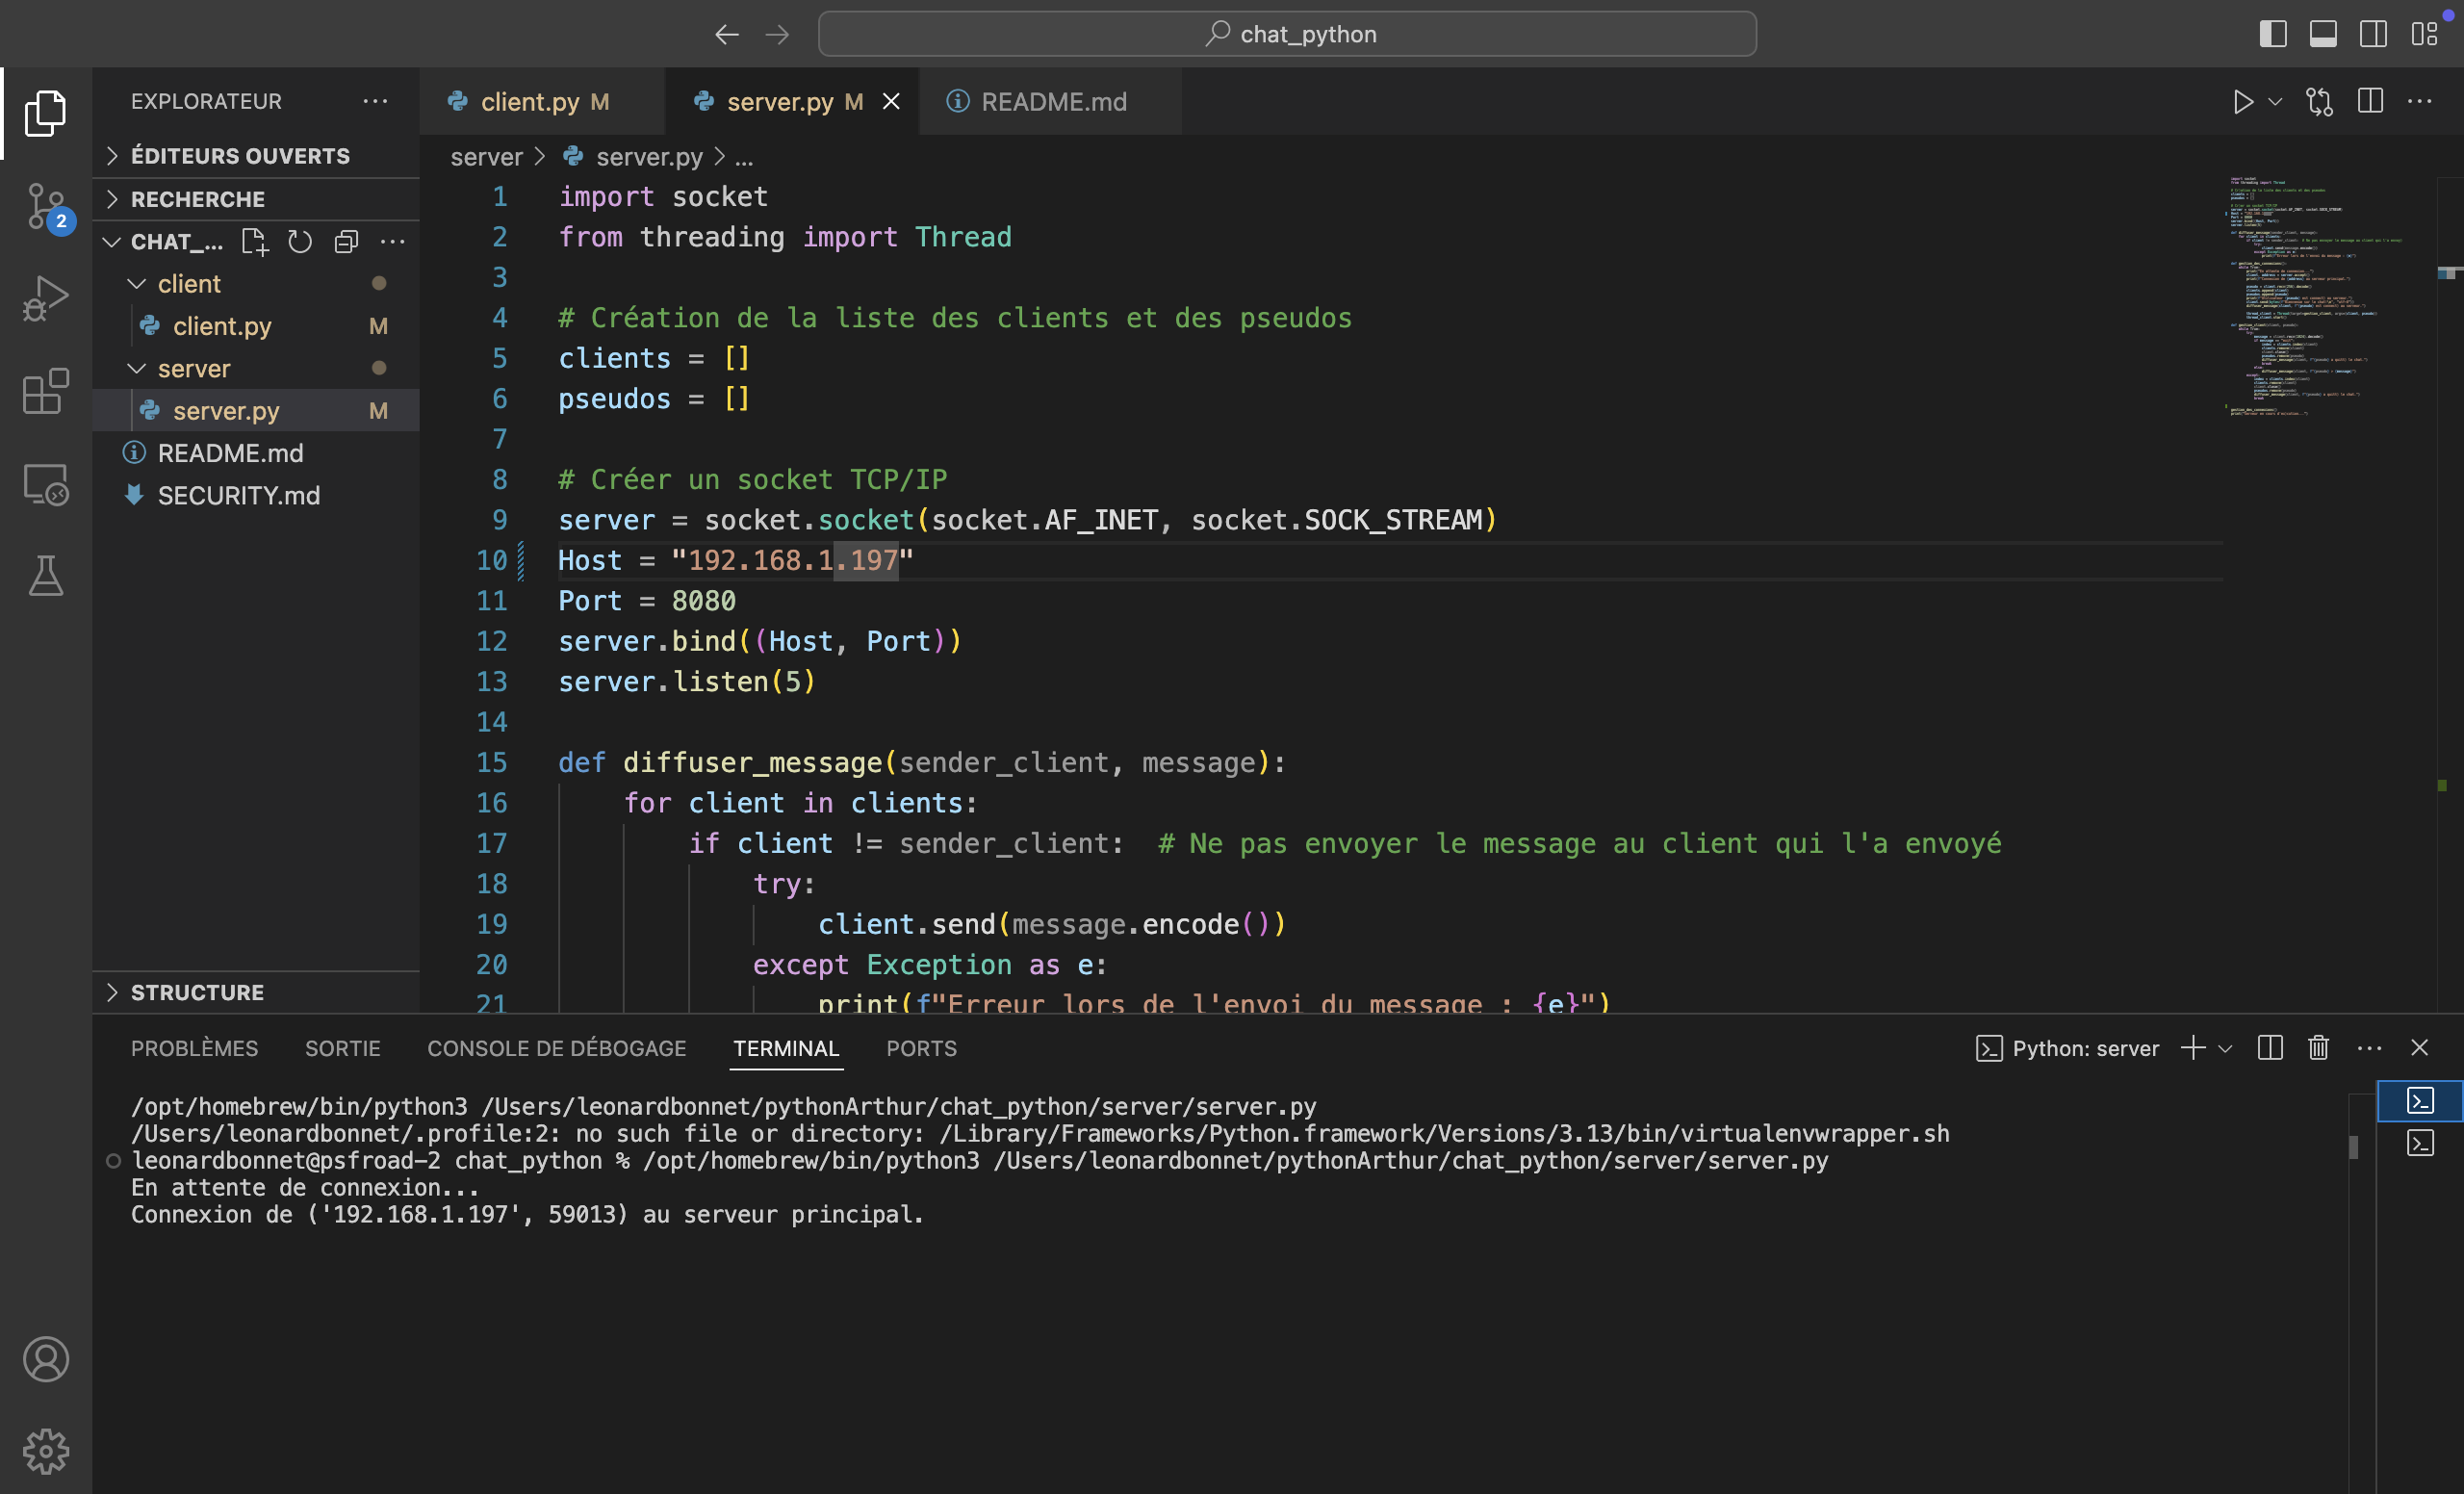 chat_python
EXPLORATEUR
ÉDITEURS OUVERTS
RECHERCHE
CHAT_...
client
client.py M
server
server.py M
README.md
SECURITY.md
STRUCTURE
2
client.py M
server.py M
README.md
server > server.py > ...
1 import socket
2 from threading import Thread
3
4 # Création de la liste des clients et des pseudos
5 clients = []
6 pseudos = []
7
8 # Créer un socket TCP/IP
9 server = socket.socket(socket.AF_INET, socket.SOCK_STREAM)
10 Host = "192.168.1.197"
11 Port = 8080
12 server.bind((Host, Port))
13 server.listen(5)
14
15 def diffuser_message(sender_client, message):
16 for client in clients:
17 if client != sender_client: # Ne pas envoyer le message au client qui l'a envoyé
18 try:
19 client.send(message.encode())
20 except Exception as e:
21 print(f"Erreur lors de l'envoi du message : {e}")
PROBLÈMES SORTIE CONSOLE DE DÉBOGAGE TERMINAL PORTS
Python: server
/opt/homebrew/bin/python3 /Users/leonardbonnet/pythonArthur/chat_python/server/server.py
/Users/leonardbonnet/.profile:2: no such file or directory: /Library/Frameworks/Python.framework/Versions/3.13/bin/virtualenvwrapper.sh
leonardbonnet@psfroad-2 chat_python % /opt/homebrew/bin/python3 /Users/leonardbonnet/pythonArthur/chat_python/server/server.py
En attente de connexion...
Connexion de ('192.168.1.197', 59013) au serveur principal.